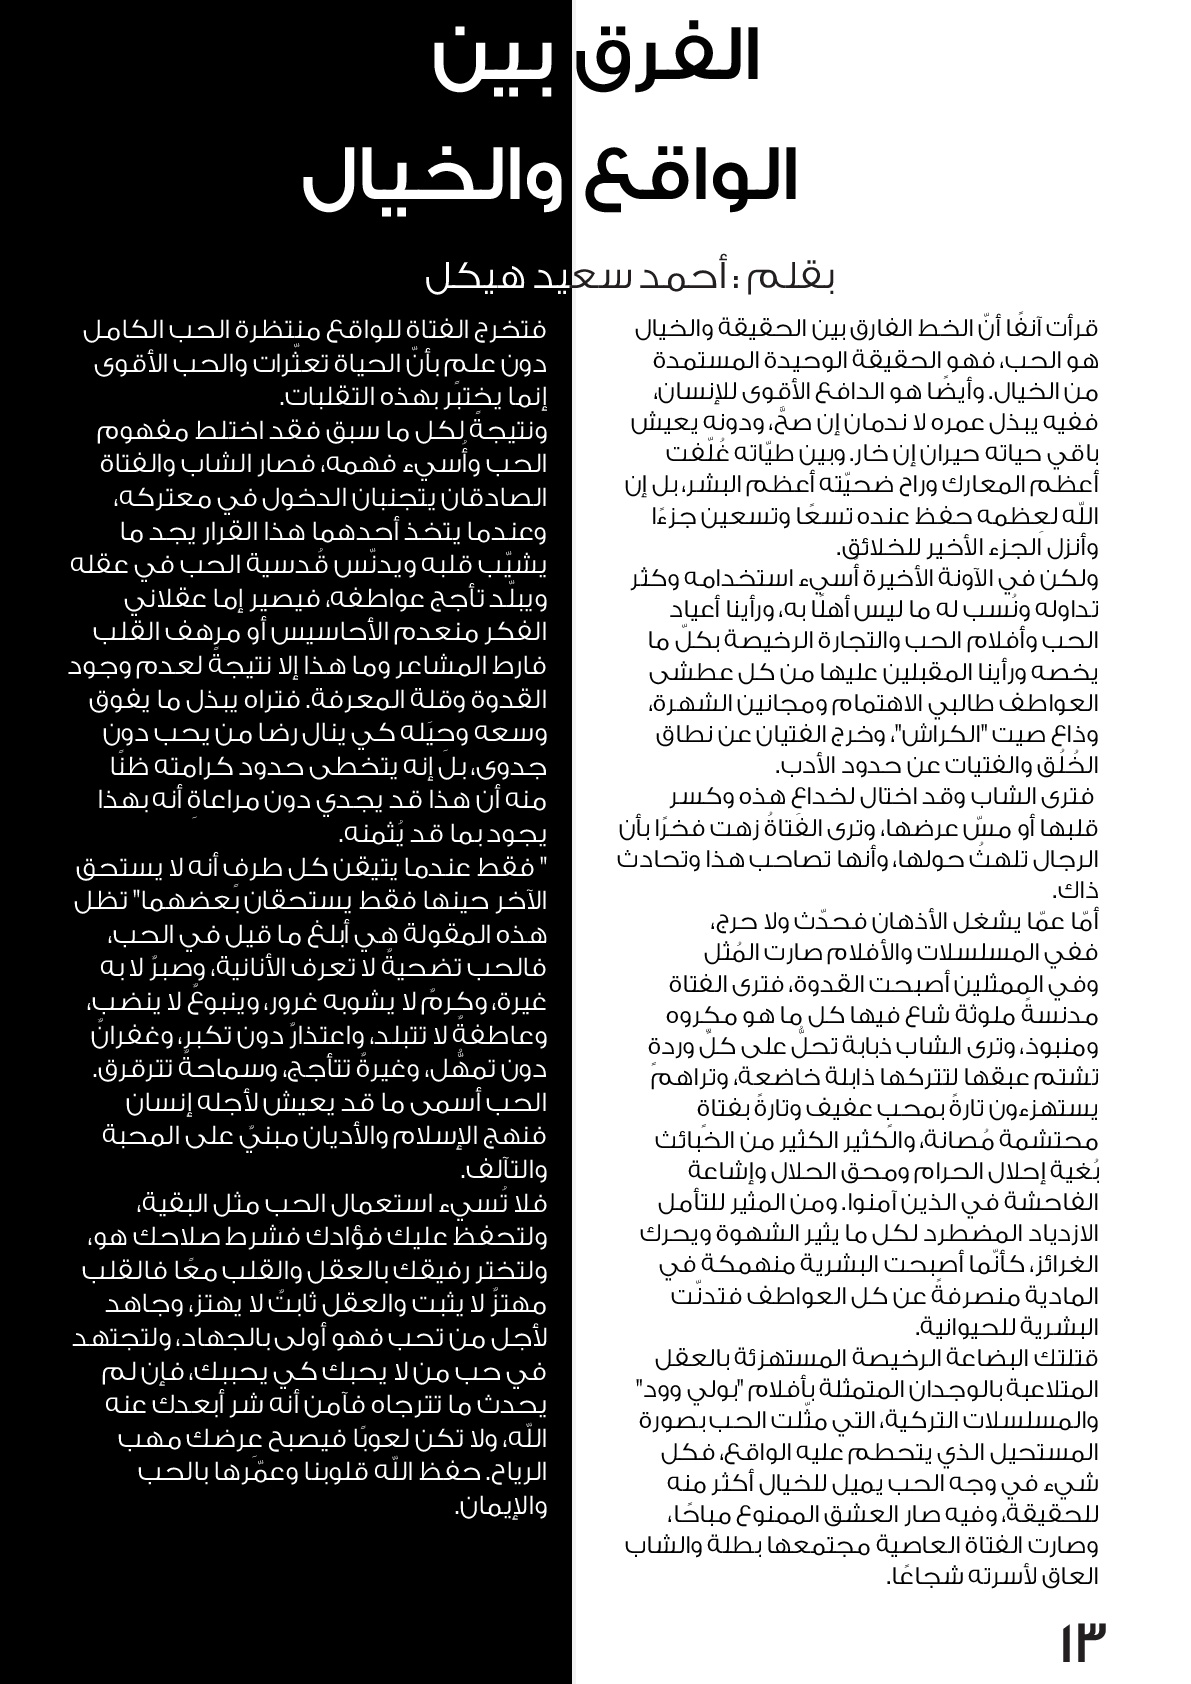 الفرق بين
الواقع والخيال
بقلم : أحمد سعيد هيكل
قرأت آنفًا أنّ الخط الفارق بين الحقيقة والخيال
هو الحب، فهو الحقيقة الوحيدة المستمدة
من الخيال. وأيضًا هو الدافع الأقوى للإنسان،
ففيه يبذل عمره لا ندمان إن صحَّ، ودونه يعيش
باقي حياته حيران إن خار. وبين طيّاته غُلّفت
أعظم المعارك وراح ضحيّته أعظم البشر، بل إن
الله لعِظمه حفظ عنده تسعًا وتسعين جزءًا
وأنزل الجزء الأخير للخلائق.
ولكن في الآونة الأخيرة أسيء استخدامه وكثر
تداوله ونُسب له ما ليس أهلًا به، ورأينا أعياد
الحب وأفلام الحب والتجارة الرخيصة بكلّ ما
يخصه ورأينا المقبلين عليها من كل عطشى
العواطف طالبي الاهتمام ومجانين الشهرة،
وذاع صيت "الكراش"، وخرج الفتيان عن نطاق
الخُلُق والفتيات عن حدود الأدب.
فترى الشاب وقد اختال لخداعِ هذه وكسر
قلبها أو مسّ عرضها، وترى الفتاةُ زهت فخرًا بأن
الرجال تلهثُ حولها، وأنها تصاحب هذا وتحادث
ذاك.
أمّا عمّا يشغل الأذهان فحدّث ولا حرج،
ففي المسلسلات والأفلام صارت المُثل
وفي الممثلين أصبحت القدوة، فترى الفتاة
مدنسةً ملوثة شاع فيها كل ما هو مكروه
ومنبوذ، وترى الشاب ذبابة تحلُّ على كلّ وردةٍ
تشتم عبقها لتتركها ذابلة خاضعة، وتراهم
يستهزءون تارةً بمحبٍ عفيف وتارةً بفتاة
محتشمة مُصانة، والكثير الكثير من الخبائث
بُغية إحلال الحرام ومحق الحلال وإشاعة
الفاحشة في الذين آمنوا. ومن المثير للتأمل
الازدياد المضطرد لكل ما يثير الشهوة ويحرك
الغرائز، كأنّما أصبحت البشرية منهمكة في
المادية منصرفةً عن كل العواطف فتدنّت
البشرية للحيوانية.
قتلتك البضاعة الرخيصة المستهزئة بالعقل
المتلاعبة بالوجدان المتمثلة بأفلام "بولي وود"
والمسلسلات التركية، التي مثّلت الحب بصورة
المستحيل الذي يتحطم عليه الواقع، فكل
شيء في وجه الحب يميل للخيال أكثر منه
للحقيقة، وفيه صار العشق الممنوع مباحًا،
وصارت الفتاة العاصية مجتمعها بطلة والشاب
العاق لأسرته شجاعًا.
فتخرج الفتاة للواقع منتظرة الحب الكامل
دون علم بأنّ الحياة تعثّرات والحب الأقوى
إنما يختبَر بهذه التقلبات.
ونتيجةً لكل ما سبق فقد اختلط مفهوم
الحب وأُسيء فهمه، فصار الشاب والفتاة
الصادقان يتجنبان الدخول في معتركه،
وعندما يتخذ أحدهما هذا القرار يجد ما
يشيّب قلبه ويدنّس قُدسية الحب في عقله
ويبلّد تأجج عواطفه، فيصير إما عقلاني
الفكر منعدم الأحاسيس أو مرهف القلب
فارط المشاعر وما هذا إلا نتيجةً لعدم وجود
القدوة وقلة المعرفة. فتراه يبذل ما يفوق
وسعه وحِيَله كي ينال رضا من يحب دون
جدوى، بل إنه يتخطى حدود كرامته ظنًا
منه أن هذا قد يجدي دون مراعاةِ أنه بهذا
يجود بما قد يُثمنه.
" فقط عندما يتيقن كل طرفٍ أنه لا يستحق
الآخر حينها فقط يستحقان بعضهما" تظل
هذه المقولة هي أبلغ ما قيل في الحب،
فالحب تضحيةٌ لا تعرف الأنانية، وصبرٌ لا به
غيرة، وكرمٌ لا يشوبه غرور، وينبوعٌ لا ينضب،
وعاطفةٌ لا تتبلد، واعتذارٌ دون تكبر، وغفرانٌ
دون تمهُّل، وغيرةٌ تتأجج، وسماحةٌ تترقرق.
الحب أسمى ما قد يعيش لأجله إنسان
فنهج الإسلام والأديان مبنيٌ على المحبة
والتآلف.
فلا تُسيء استعمال الحب مثل البقية،
ولتحفظ عليك فؤادك فشرط صلاحك هو،
ولتختر رفيقك بالعقل والقلب معًا فالقلب
مهتزٌ لا يثبت والعقل ثابتٌ لا يهتز، وجاهد
لأجل من تحب فهو أولى بالجهاد، ولتجتهد
في حب من لا يحبك كي يحببك، فإن لم
يحدث ما تترجاه فآمن أنه شر أبعدك عنه
الله، ولا تكن لعوبًا فيصبح عِرضك مهب
الرياح. حفظ الله قلوبنا وعمّرها بالحب
والإيمان.
١٣